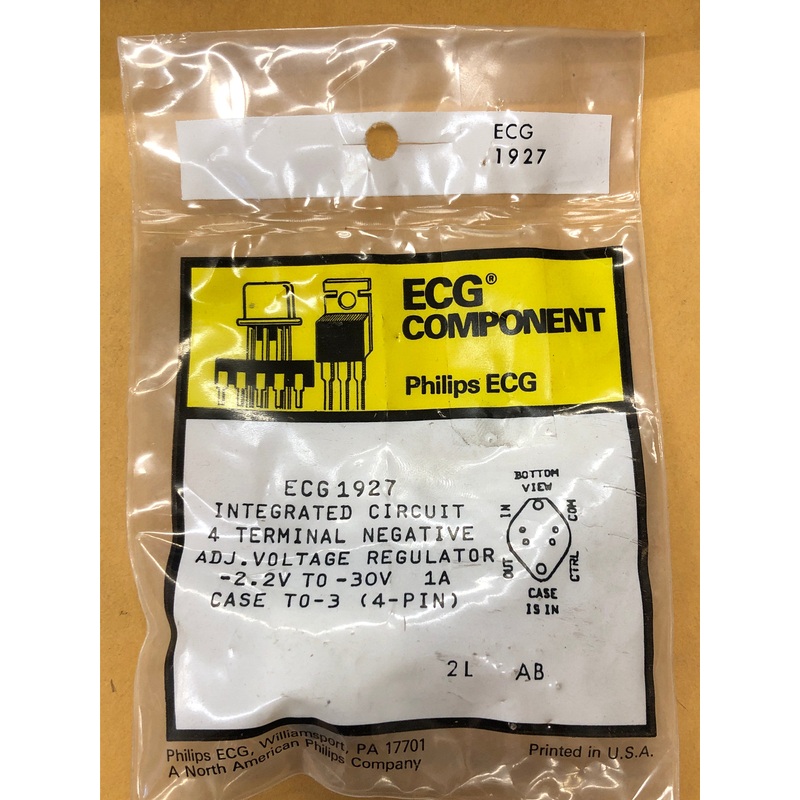 ECG
1927
ECG®
COMPONENT
Philips ECG
ECG 1927
INTEGRATED CIRCUIT
4 TERMINAL NEGATIVE
ADJ. VOLTAGE REGULATOR
-2.2V TO -30V 1A
CASE TO-3 (4-PIN)
BOTTOM
VIEW
IN
COM
OUT
CTRL
CASE
IS IN
2L AB
Philips ECG, Williamsport, PA 17701
A North American Philips Company
Printed in U.S.A.